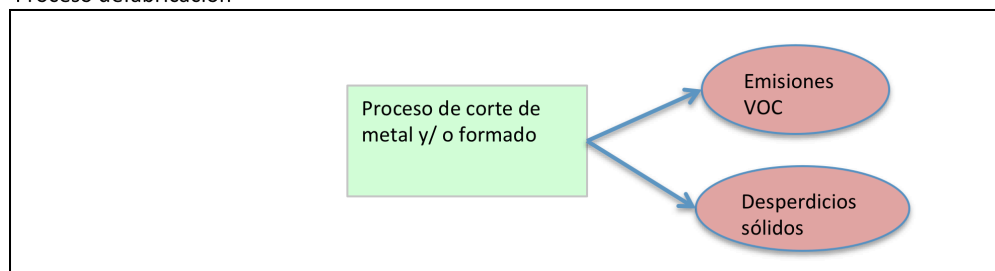 Proceso defabricación
Emisiones
VOC
Proceso de corte de
metal y/ o formado
Desperdicios
sólidos